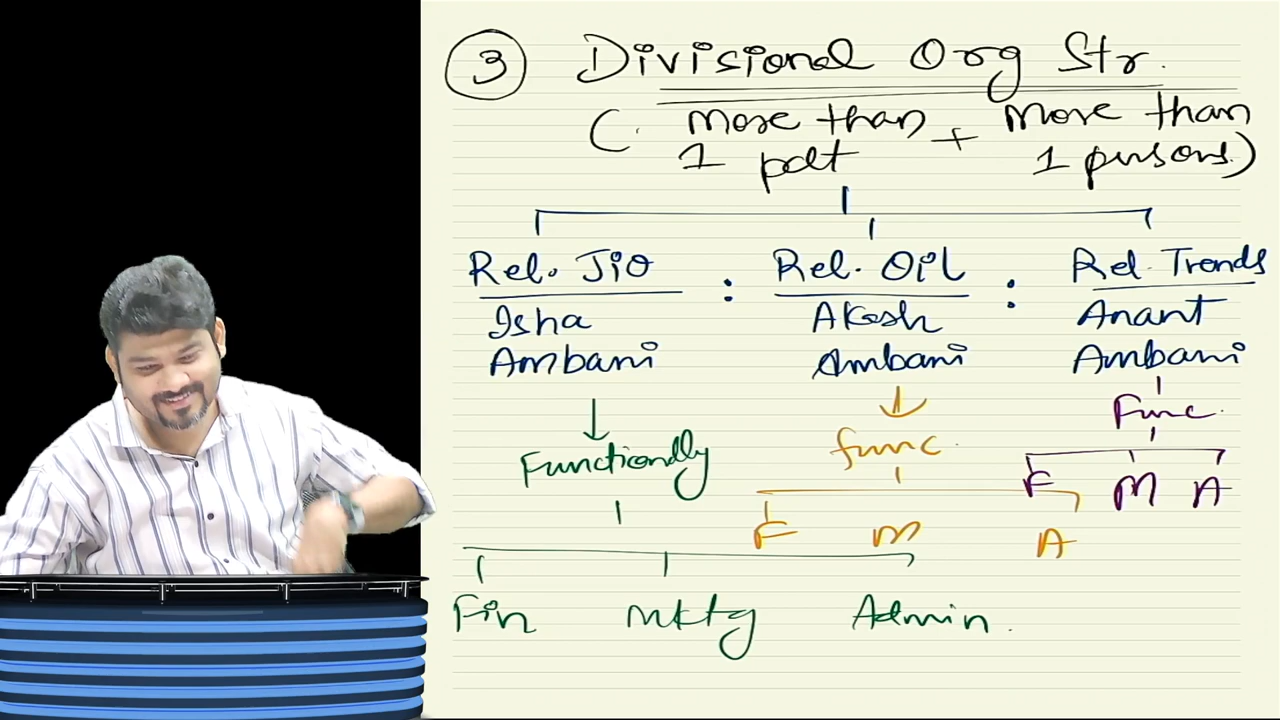 3 Divisional Org Str.
(. More than 1 pdt + More than 1 persons.)
Rel. Jio : Rel. Oil : Rel. Trends
Isha Ambani
Akash Ambani
Anant Ambani
Functionally
func.
Func.
F M A
F M A
Fin Mktg Admin.